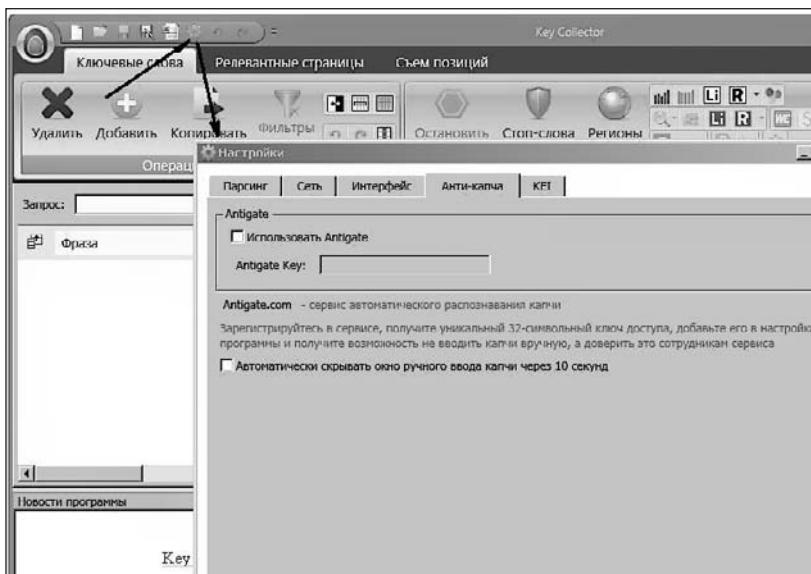 Key Collector
Ключевые слова Релевантные страницы Съем позиций
Удалить Добавить Копировать Фильтры Остановить Стоп-слова Регионы
Li R
Li R
Операц
Настройки
Парсинг Сеть Интерфейс Анти-капча KEI
Запрос:
Antigate
Использовать Antigate
Фраза
Antigate Key:
Antigate.com - сервис автоматического распознавания капчи
Зарегистрируйтесь в сервисе, получите уникальный 32-символьный ключ доступа, добавьте его в настройк
программы и получите возможность не вводить капчи вручную, а доверить это сотрудникам сервиса
Автоматически скрывать окно ручного ввода капчи через 10 секунд
Новости программы
Key